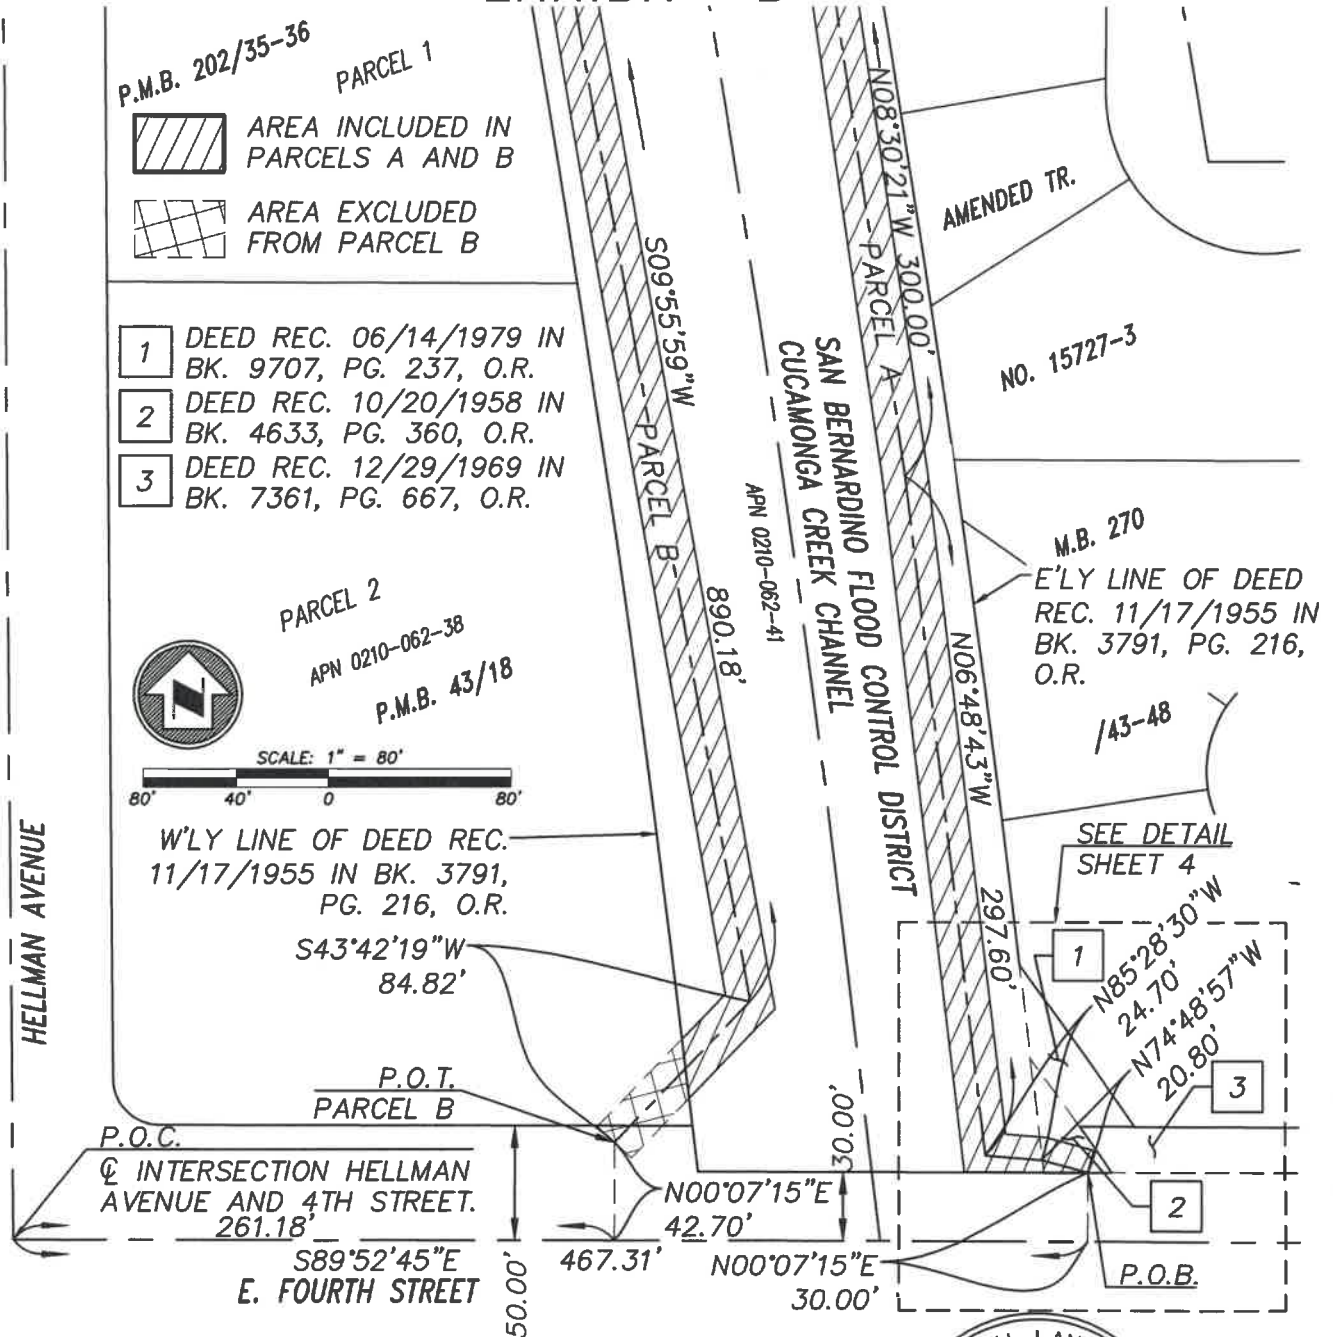 P.M.B. 202/35-36
PARCEL 1
AREA INCLUDED IN
PARCELS A AND B
AREA EXCLUDED
FROM PARCEL B
1 DEED REC. 06/14/1979 IN
BK. 9707, PG. 237, O.R.
2 DEED REC. 10/20/1958 IN
BK. 4633, PG. 360, O.R.
3 DEED REC. 12/29/1969 IN
BK. 7361, PG. 667, O.R.
PARCEL 2
APN 0210-062-38
P.M.B. 43/18
N
SCALE: 1" = 80'
80' 40' 0 80'
W'LY LINE OF DEED REC.
11/17/1955 IN BK. 3791,
PG. 216, O.R.
S43°42'19"W
84.82'
HELLMAN AVENUE
P.O.T.
PARCEL B
P.O.C.
℄ INTERSECTION HELLMAN
AVENUE AND 4TH STREET.
261.18'
S89°52'45"E
467.31'
E. FOURTH STREET
50.00'
N00°07'15"E
42.70'
30.00'
N00°07'15"E
30.00'
S09°55'59"W
890.18'
PARCEL B
APN 0210-062-41
SAN BERNARDINO FLOOD CONTROL DISTRICT
CUCAMONGA CREEK CHANNEL
N08°30'21"W 300.00'
PARCEL A
AMENDED TR.
NO. 15727-3
M.B. 270
/43-48
E'LY LINE OF DEED
REC. 11/17/1955 IN
BK. 3791, PG. 216,
O.R.
N06°48'43"W
297.60'
SEE DETAIL
SHEET 4
1
N85°28'30"W
24.70'
N74°48'57"W
20.80'
3
2
P.O.B.